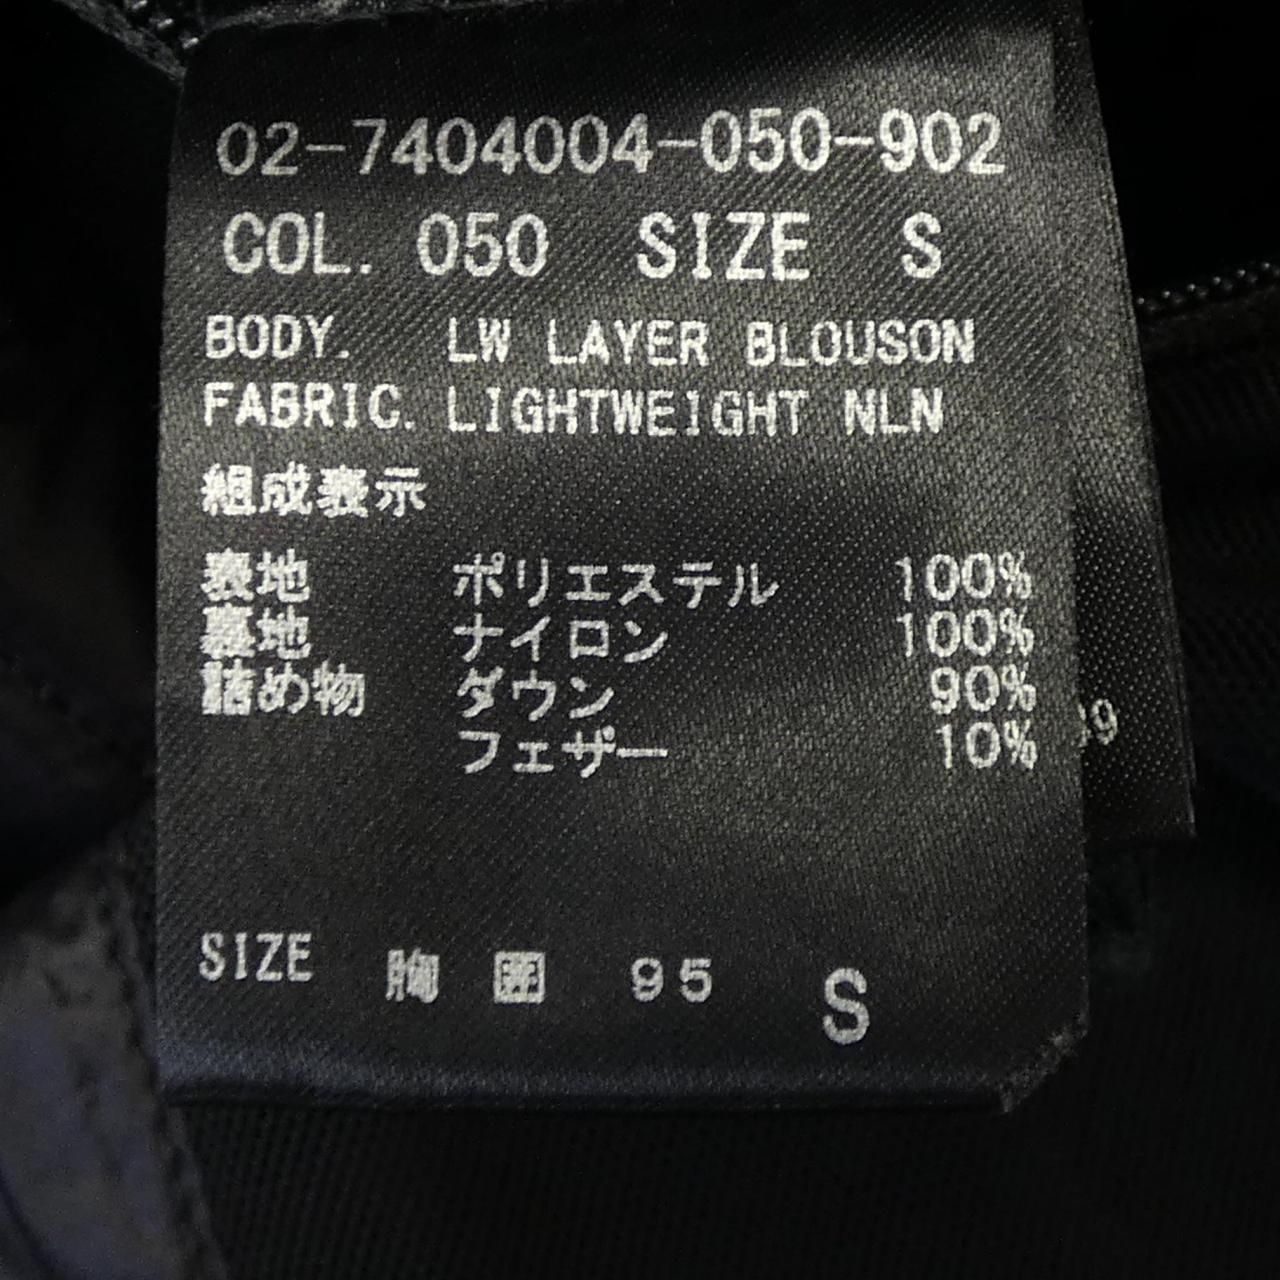 02-7404004-050-902
COL. 050 SIZE S
BODY. LW LAYER BLOUSON
FABRIC. LIGHTWEIGHT NLN
組成表示
表地 ポリエステル 100%
裏地 ナイロン 100%
詰め物 ダウン 90%
フェザー 10%
SIZE 胸囲 95 S